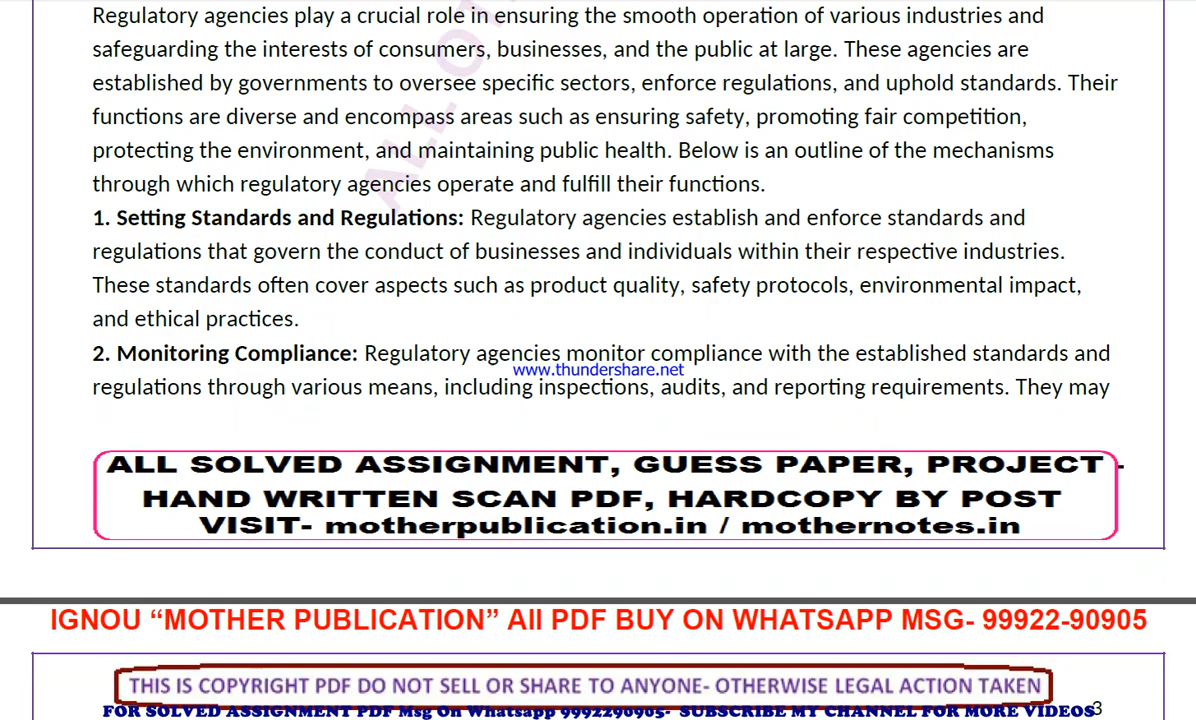 Regulatory agencies play a crucial role in ensuring the smooth operation of various industries and
safeguarding the interests of consumers, businesses, and the public at large. These agencies are
established by governments to oversee specific sectors, enforce regulations, and uphold standards. Their
functions are diverse and encompass areas such as ensuring safety, promoting fair competition,
protecting the environment, and maintaining public health. Below is an outline of the mechanisms
through which regulatory agencies operate and fulfill their functions.
1. Setting Standards and Regulations: Regulatory agencies establish and enforce standards and
regulations that govern the conduct of businesses and individuals within their respective industries.
These standards often cover aspects such as product quality, safety protocols, environmental impact,
and ethical practices.
2. Monitoring Compliance: Regulatory agencies monitor compliance with the established standards and
www.thundershare.net
regulations through various means, including inspections, audits, and reporting requirements. They may
ALL SOLVED ASSIGNMENT, GUESS PAPER, PROJECT -
HAND WRITTEN SCAN PDF, HARDCOPY BY POST
VISIT- motherpublication.in / mothernotes.in
IGNOU “MOTHER PUBLICATION” All PDF BUY ON WHATSAPP MSG- 99922-90905
THIS IS COPYRIGHT PDF DO NOT SELL OR SHARE TO ANYONE- OTHERWISE LEGAL ACTION TAKEN
FOR SOLVED ASSIGNMENT PDF Msg On Whatsapp 9992290905- SUBSCRIBE MY CHANNEL FOR MORE VIDEOS 3